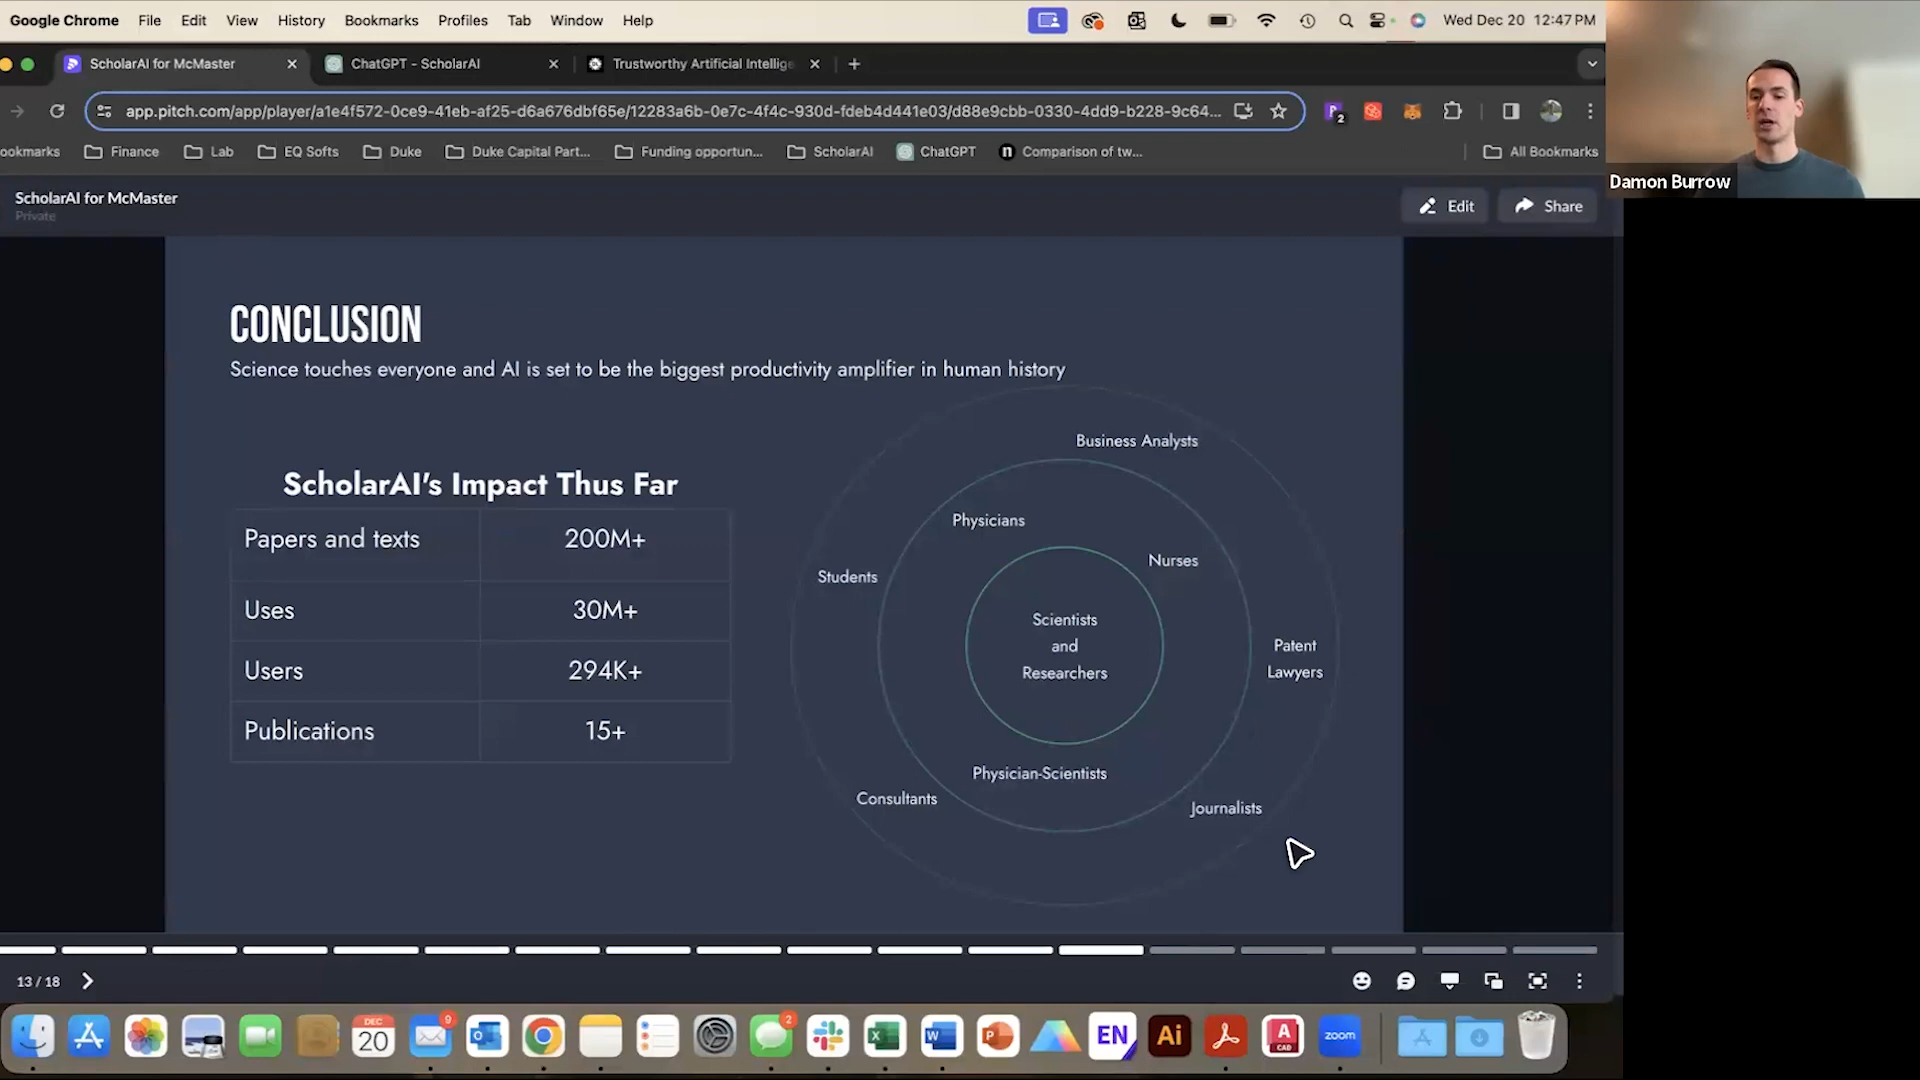 Google Chrome File Edit View History Bookmarks Profiles Tab Window Help Wed Dec 20 12:47 PM
ScholarAI for McMaster ChatGPT - ScholarAI Trustworthy Artificial Intellige
app.pitch.com/app/player/a1e4f572-0ce9-41eb-af25-d6a676dbf65e/12283a6b-0e7c-4f4c-930d-fdeb4d441e03/d88e9cbb-0330-4dd9-b228-9c64... 2
ookmarks Finance Lab EQ Softs Duke Duke Capital Part... Funding opportun... ScholarAI ChatGPT Comparison of tw... All Bookmarks
Damon Burrow
ScholarAI for McMaster
Private
Edit Share
CONCLUSION
Science touches everyone and AI is set to be the biggest productivity amplifier in human history
ScholarAI's Impact Thus Far
Papers and texts 200M+
Uses 30M+
Users 294K+
Publications 15+
Business Analysts
Physicians
Nurses
Students
Scientists
and
Researchers
Patent
Lawyers
Physician-Scientists
Consultants
Journalists
13 / 18
DEC
20
9
2
EN
Ai
A
CAD
zoom